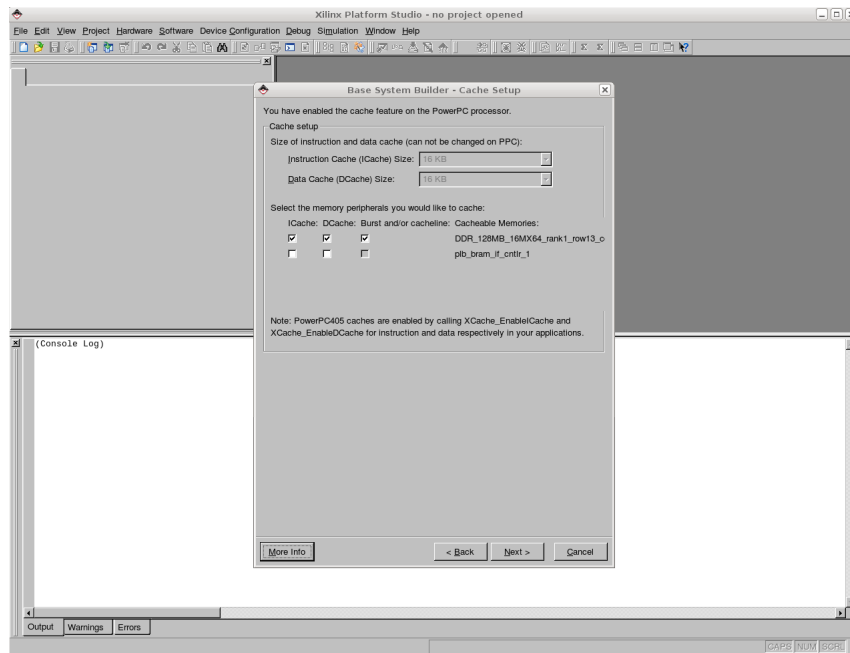 Xilinx Platform Studio - no project opened
File Edit View Project Hardware Software Device Configuration Debug Simulation Window Help
Base System Builder - Cache Setup
You have enabled the cache feature on the PowerPC processor.
Cache setup
Size of instruction and data cache (can not be changed on PPC):
Instruction Cache (ICache) Size: 16 KB
Data Cache (DCache) Size: 16 KB
Select the memory peripherals you would like to cache:
ICache: DCache: Burst and/or cacheline: Cacheable Memories:
DDR_128MB_16MX64_rank1_row13_c
plb_bram_if_cntlr_1
Note: PowerPC405 caches are enabled by calling XCache_EnableICache and
XCache_EnableDCache for instruction and data respectively in your applications.
(Console Log)
More Info < Back Next > Cancel
Output Warnings Errors
CAPS NUM SCRL